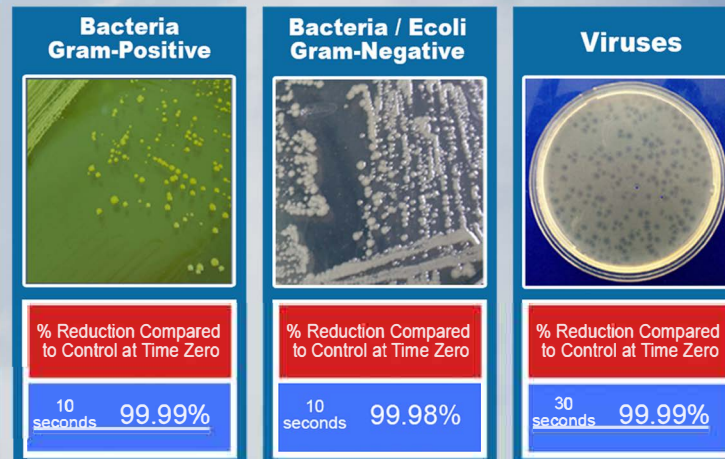 Bacteria
Gram-Positive
% Reduction Compared
to Control at Time Zero
10
seconds
99.99%
Bacteria / Ecoli
Gram-Negative
% Reduction Compared
to Control at Time Zero
10
seconds
99.98%
Viruses
% Reduction Compared
to Control at Time Zero
30
seconds
99.99%